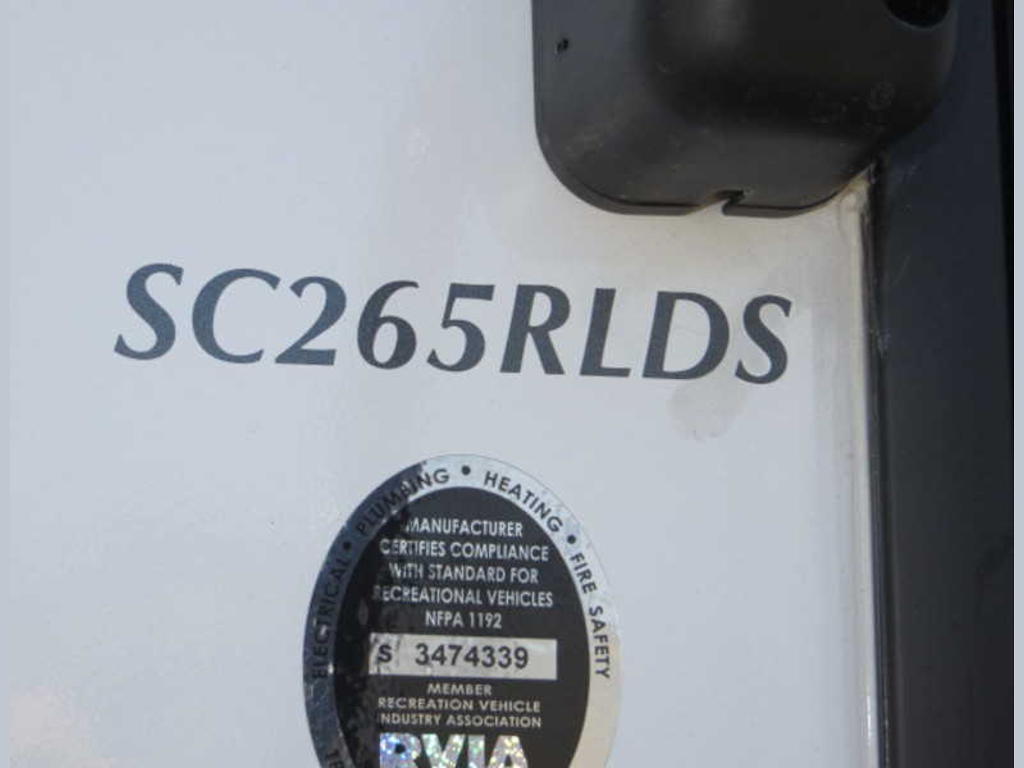 SC265RLDS
ELECTRICAL • PLUMBING • HEATING • FIRE SAFETY
MANUFACTURER
CERTIFIES COMPLIANCE
WITH STANDARD FOR
RECREATIONAL VEHICLES
NFPA 1192
S 3474339
MEMBER
RECREATION VEHICLE
INDUSTRY ASSOCIATION
RVIA